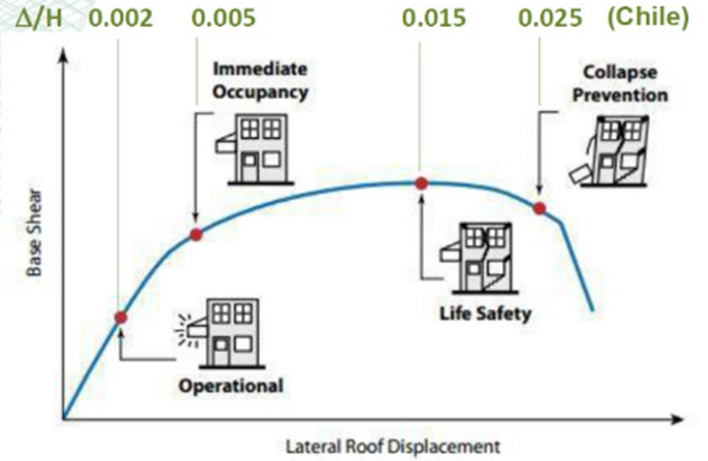 Δ/H 0.002 0.005 0.015 0.025 (Chile)
Immediate
Occupancy
Collapse
Prevention
Base Shear
Life Safety
Operational
Lateral Roof Displacement